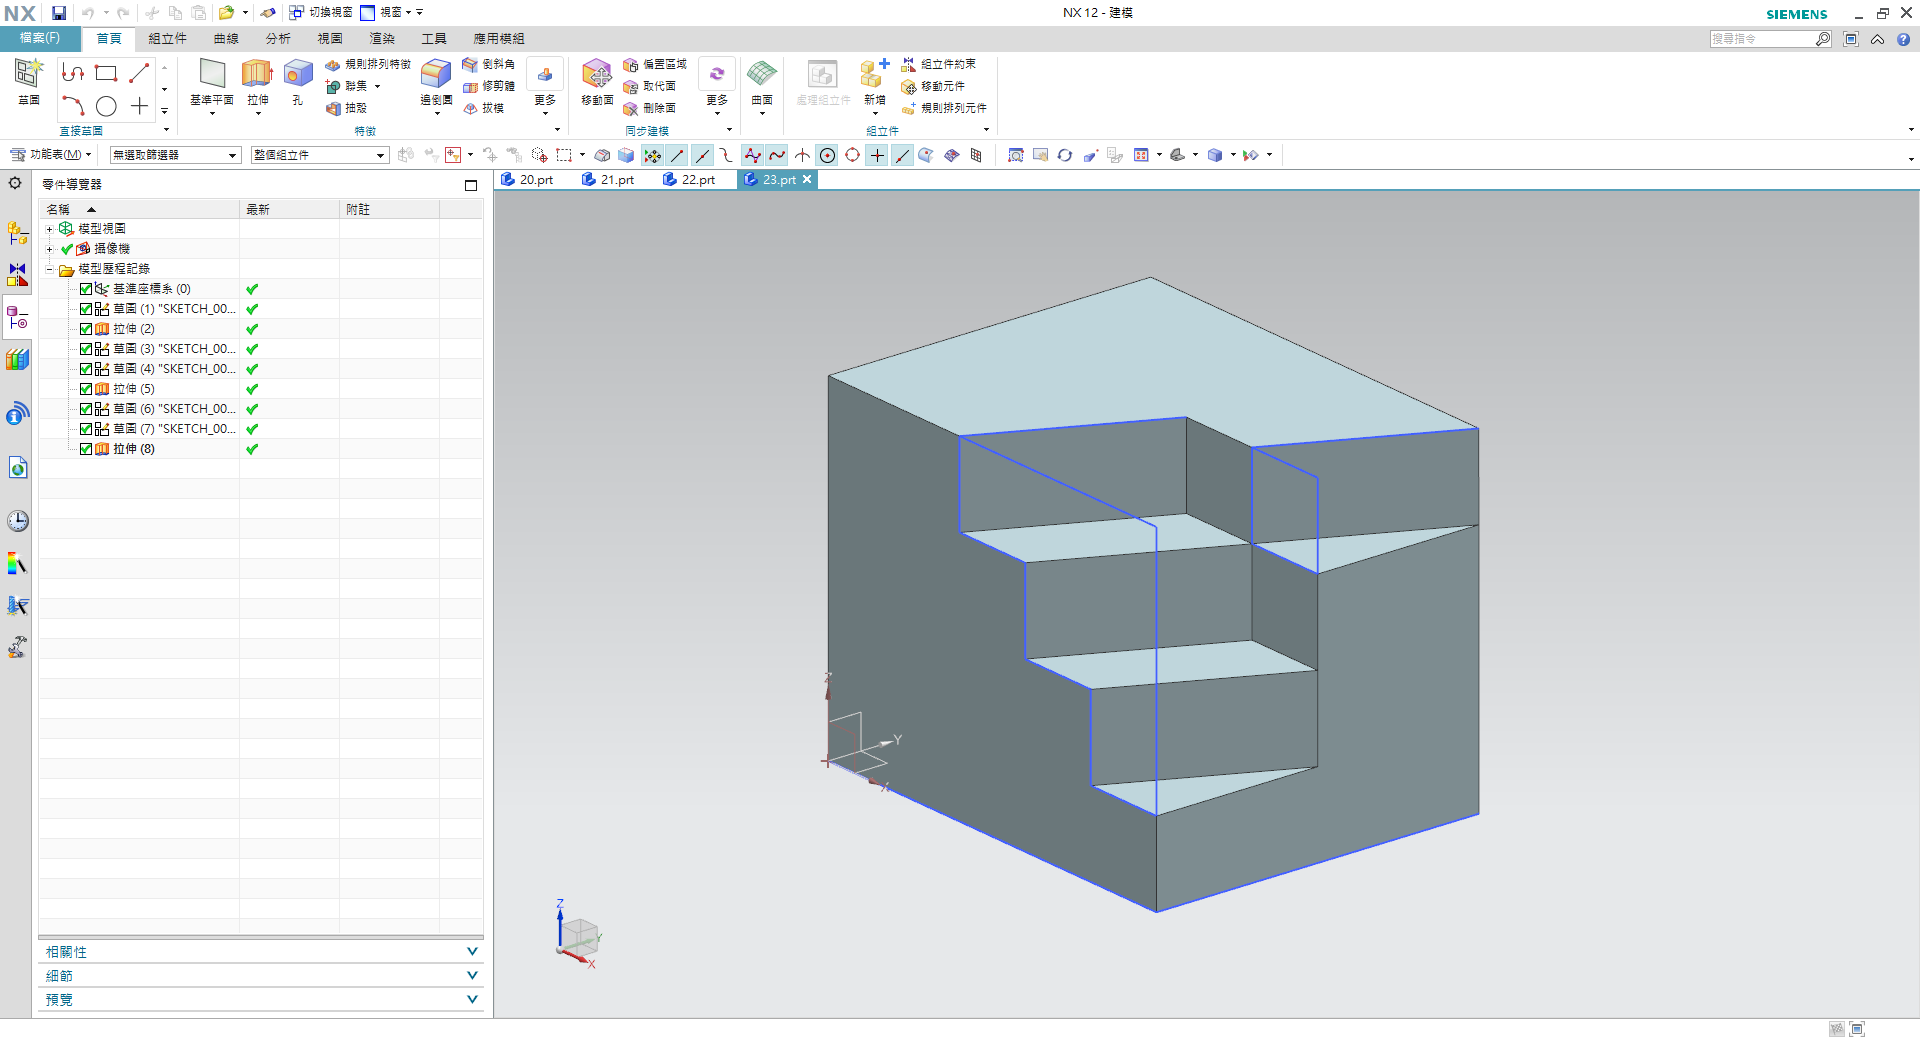 NX
切換視窗
視窗
NX 12 - 建模
SIEMENS
檔案(F)
首頁
組立件
曲線
分析
視圖
渲染
工具
應用模組
搜尋指令
草圖
直接草圖
基準平面
拉伸
孔
規則排列特徵
聯集
抽殼
邊倒圓
倒斜角
修剪體
拔模
更多
特徵
移動面
偏置區域
取代面
刪除面
更多
同步建模
曲面
處理組立件
新增
組立件約束
移動元件
規則排列元件
組立件
功能表(M)
無選取篩選器
整個組立件
零件導覽器
20.prt
21.prt
22.prt
23.prt
名稱
最新
附註
模型視圖
攝像機
模型歷程記錄
基準座標系 (0)
草圖 (1) "SKETCH_00...
拉伸 (2)
草圖 (3) "SKETCH_00...
草圖 (4) "SKETCH_00...
拉伸 (5)
草圖 (6) "SKETCH_00...
草圖 (7) "SKETCH_00...
拉伸 (8)
Z
Y
X
Z
Y
X
相關性
細節
預覽